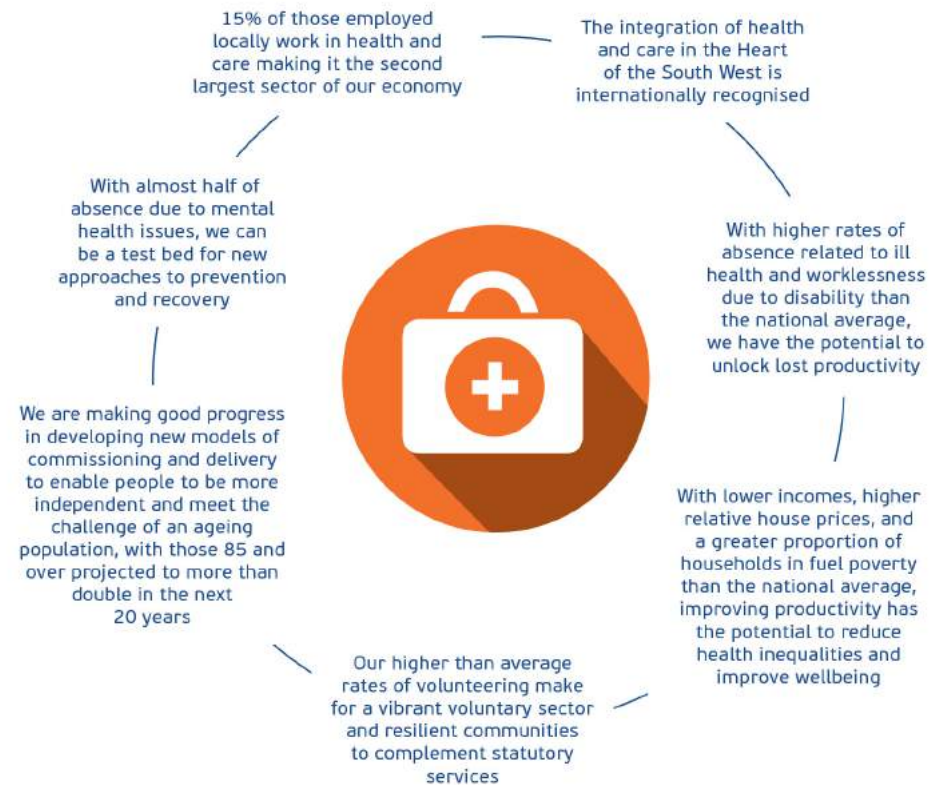 15% of those employed
locally work in health and
care making it the second
largest sector of our economy
The integration of health
and care in the Heart
of the South West is
internationally recognised
With higher rates of
absence related to ill
health and worklessness
due to disability than
the national average,
we have the potential to
unlock lost productivity
With lower incomes, higher
relative house prices, and
a greater proportion of
households in fuel poverty
than the national average,
improving productivity has
the potential to reduce
health inequalities and
improve wellbeing
Our higher than average
rates of volunteering make
for a vibrant voluntary sector
and resilient communities
to complement statutory
services
We are making good progress
in developing new models of
commissioning and delivery
to enable people to be more
independent and meet the
challenge of an ageing
population, with those 85 and
over projected to more than
double in the next
20 years
With almost half of
absence due to mental
health issues, we can
be a test bed for new
approaches to prevention
and recovery